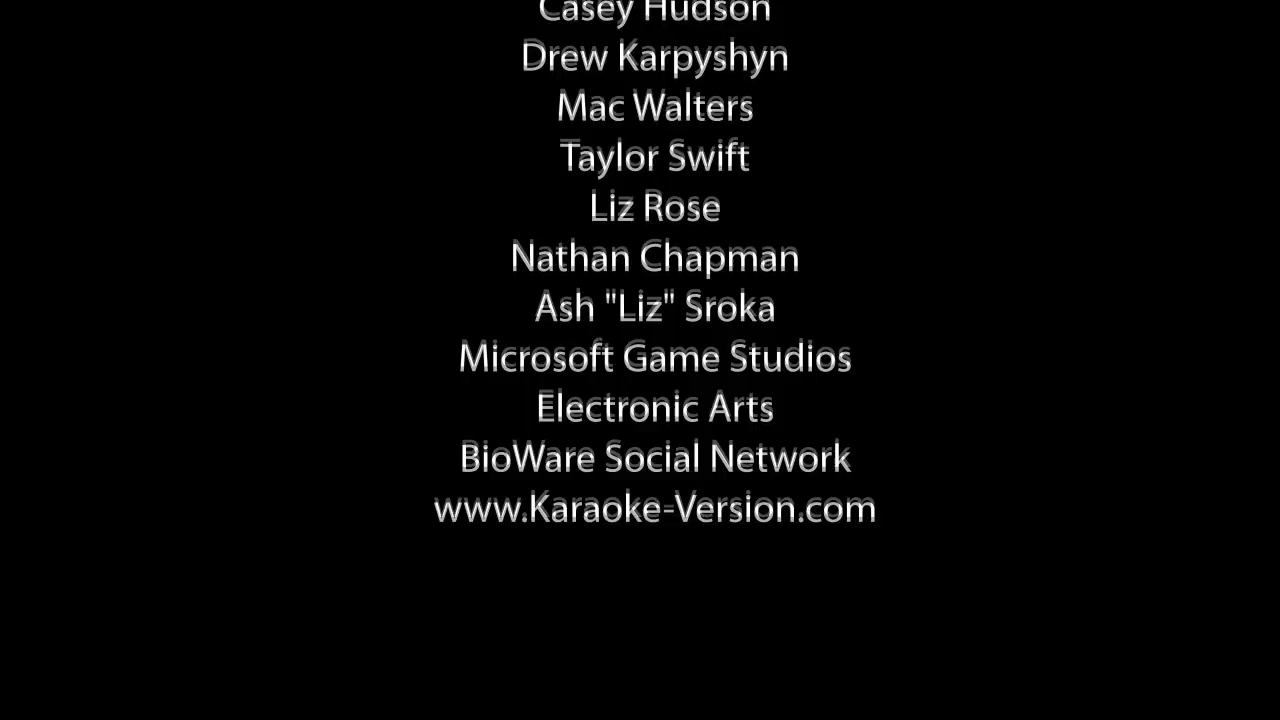 Casey Hudson
Drew Karpyshyn
Mac Walters
Taylor Swift
Liz Rose
Nathan Chapman
Ash "Liz" Sroka
Microsoft Game Studios
Electronic Arts
BioWare Social Network
www.Karaoke-Version.com